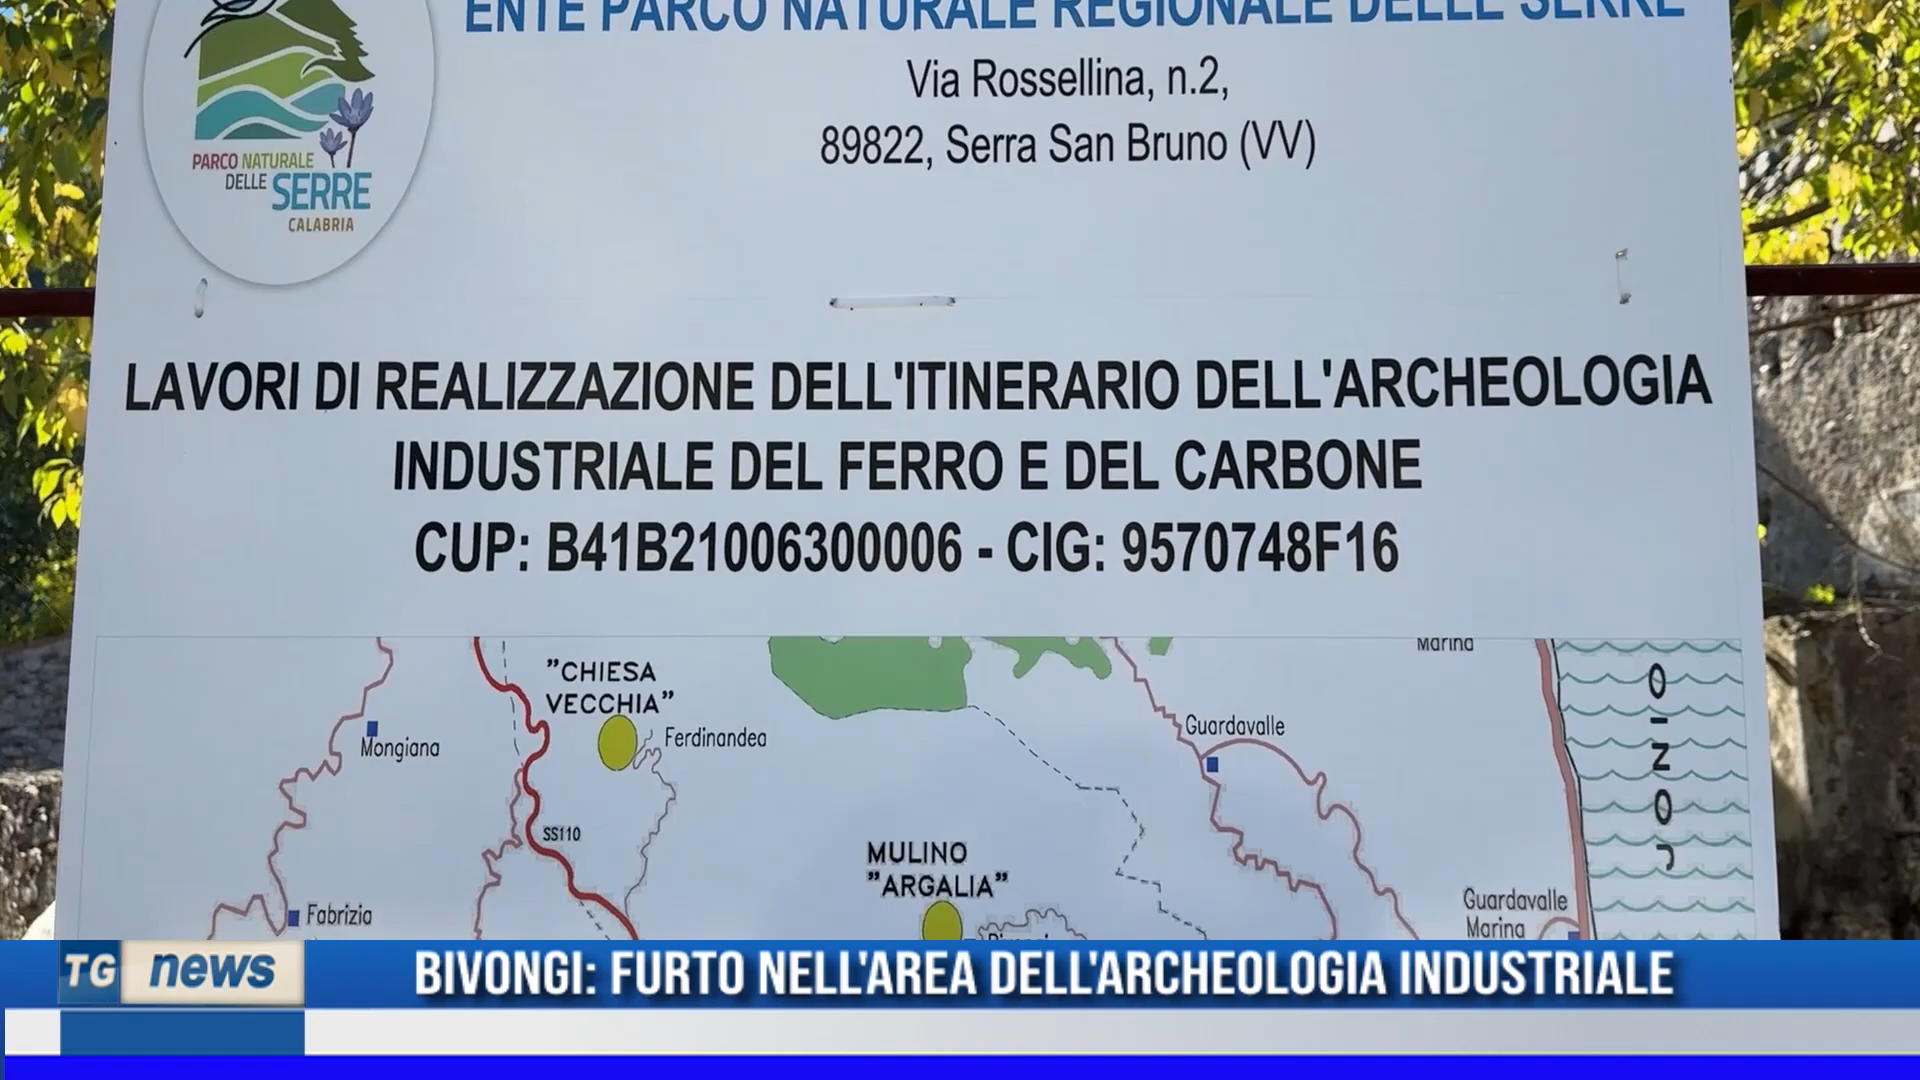 ENTE PARCO NATURALE REGIONALE DELLE SERRE
Via Rossellina, n.2,
89822, Serra San Bruno (VV)
PARCO NATURALE
DELLE SERRE
CALABRIA
LAVORI DI REALIZZAZIONE DELL'ITINERARIO DELL'ARCHEOLOGIA
INDUSTRIALE DEL FERRO E DEL CARBONE
CUP: B41B21006300006 - CIG: 9570748F16
Marina
"CHIESA
VECCHIA"
Ferdinandea
Mongiana
Guardavalle
JONIO
SS110
MULINO
"ARGALIA"
Fabrizia
Guardavalle
Marina
TG news
BIVONGI: FURTO NELL'AREA DELL'ARCHEOLOGIA INDUSTRIALE